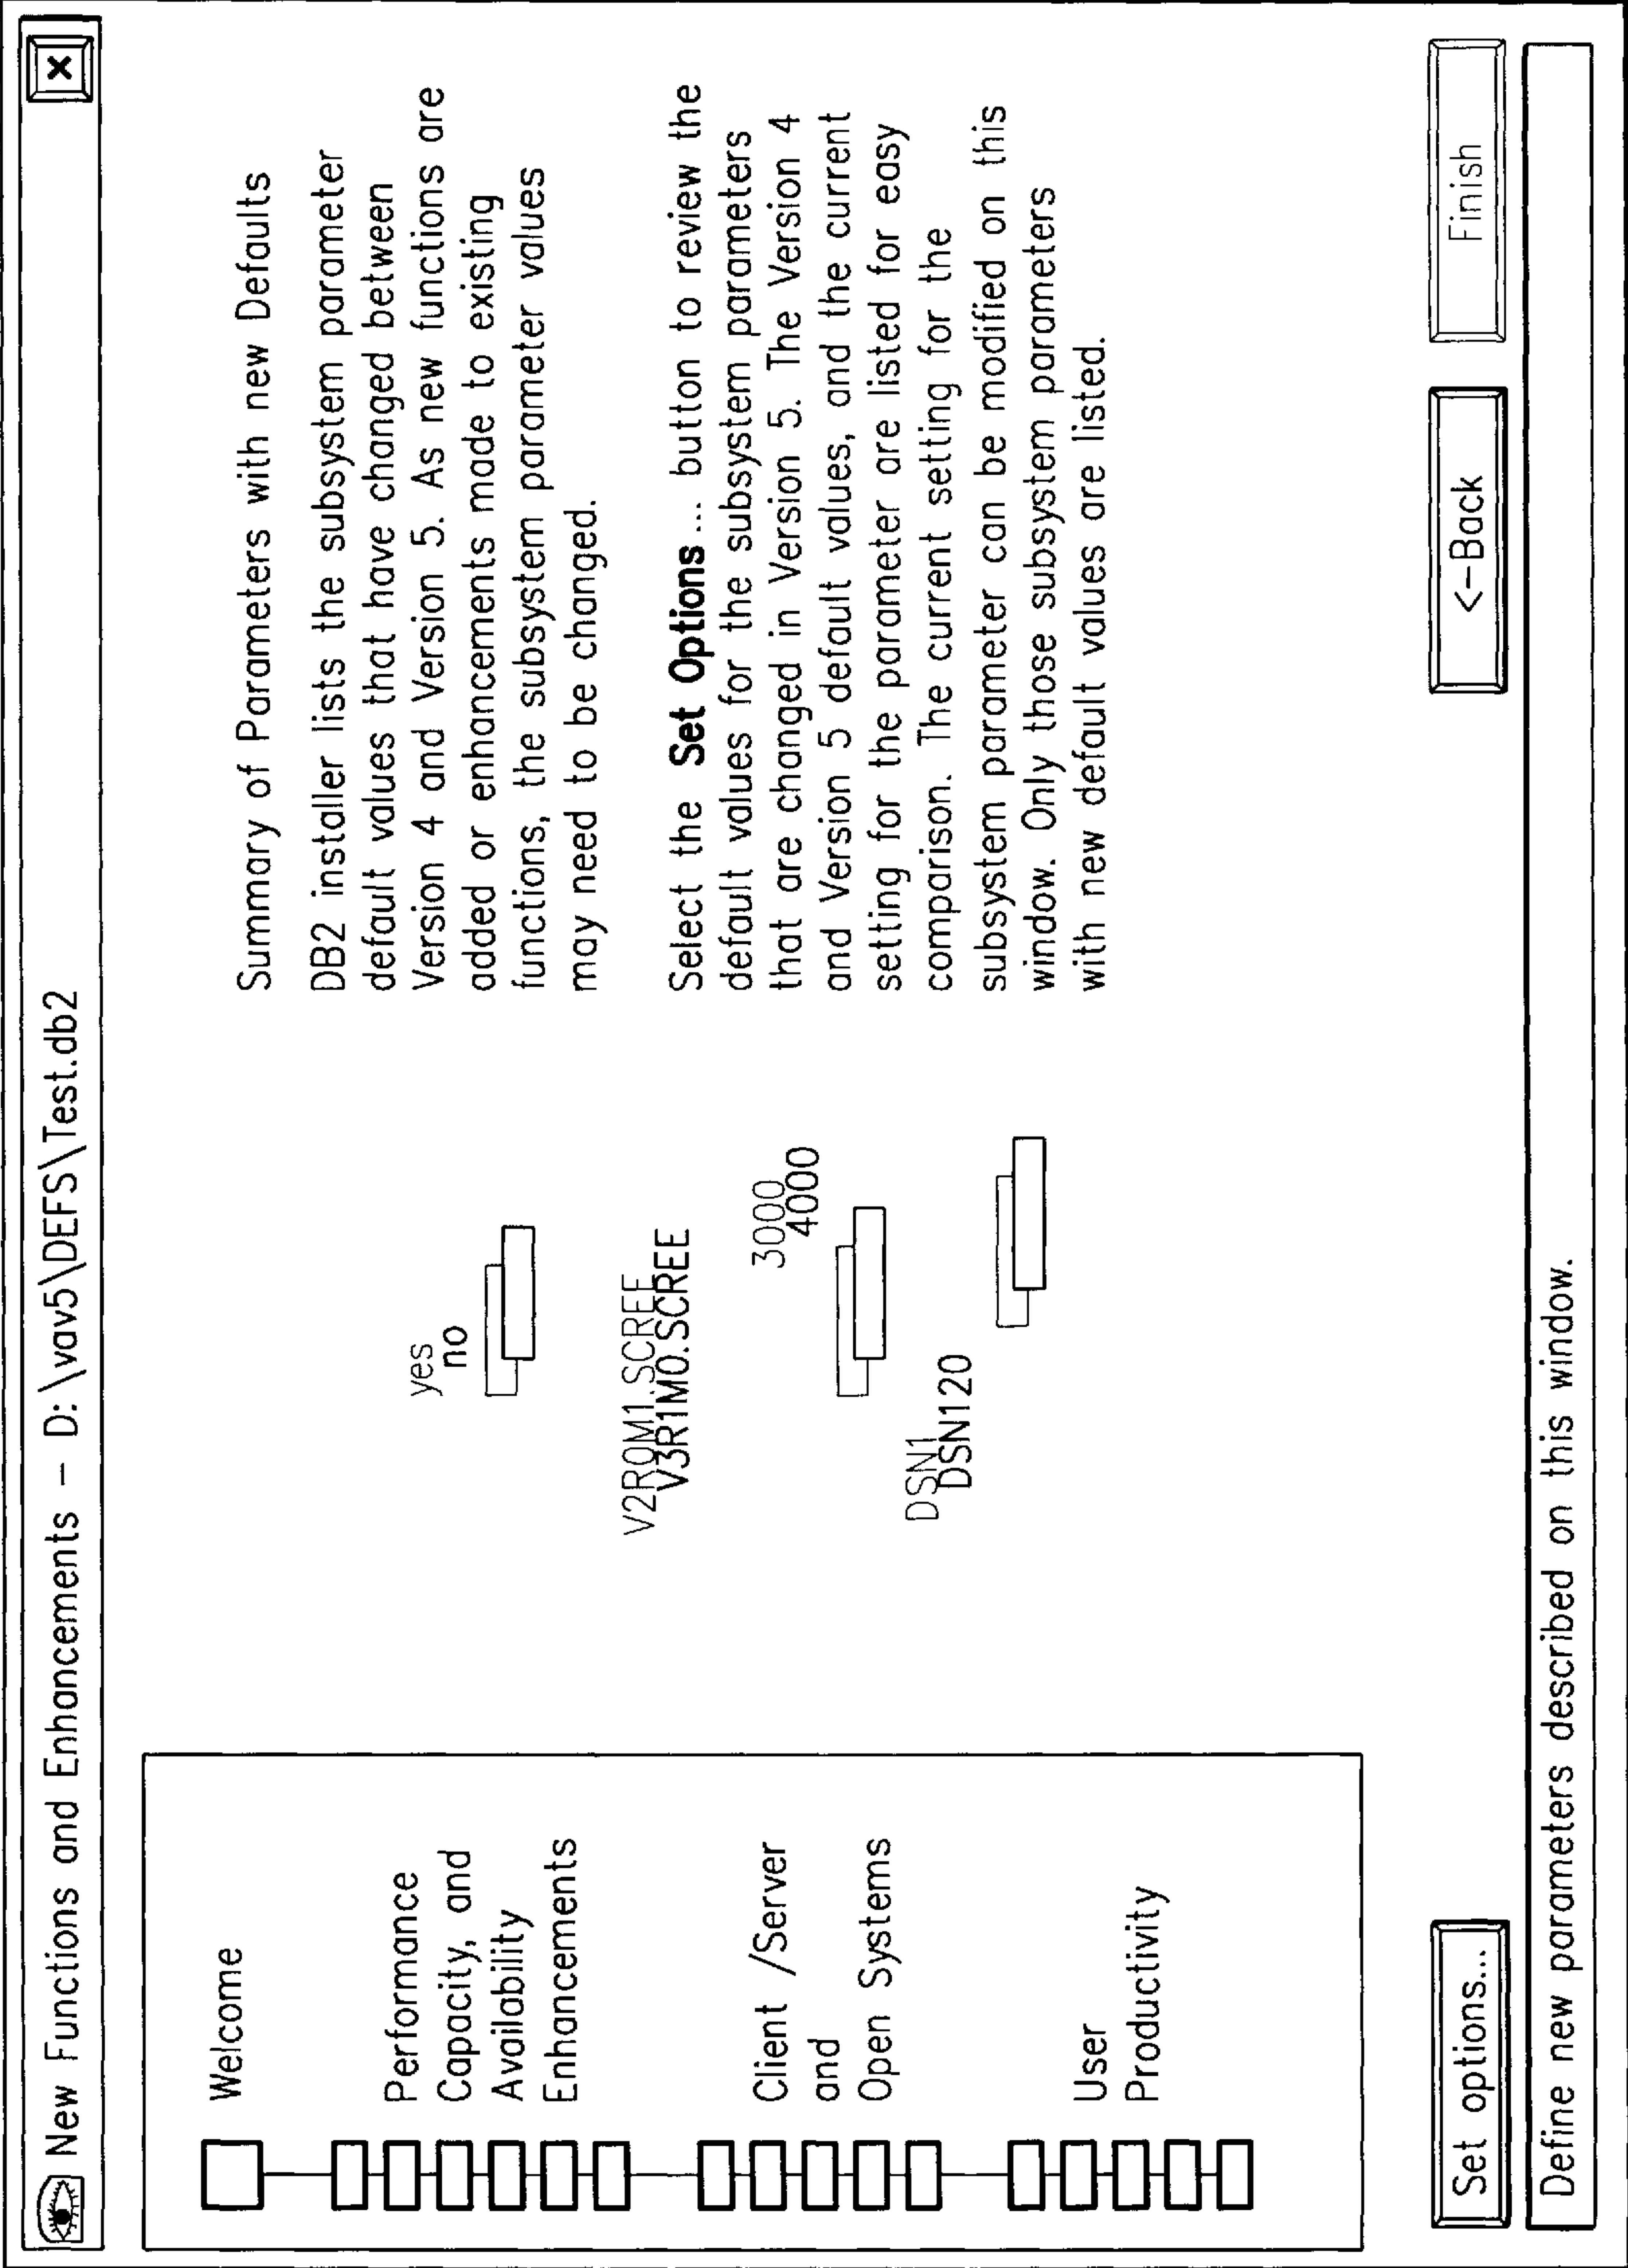 New Functions and Enhancements – D:\vav5\DEFS\Test.db2
x
Welcome
Performance
Capacity, and
Availability
Enhancements
Client /Server
and
Open Systems
User
Productivity
yes
no
V2R0M1.SCREE
V3R1M0.SCREE
3000
4000
DSN1
DSN120
Summary of Parameters with new Defaults
DB2 installer lists the subsystem parameter
default values that have changed between
Version 4 and Version 5. As new functions are
added or enhancements made to existing
functions, the subsystem parameter values
may need to be changed.
Select the Set Options... button to review the
default values for the subsystem parameters
that are changed in Version 5. The Version 4
and Version 5 default values, and the current
setting for the parameter are listed for easy
comparison. The current setting for the
subsystem parameter can be modified on this
window. Only those subsystem parameters
with new default values are listed.
Set options...
<–Back
Finish
Define new parameters described on this window.